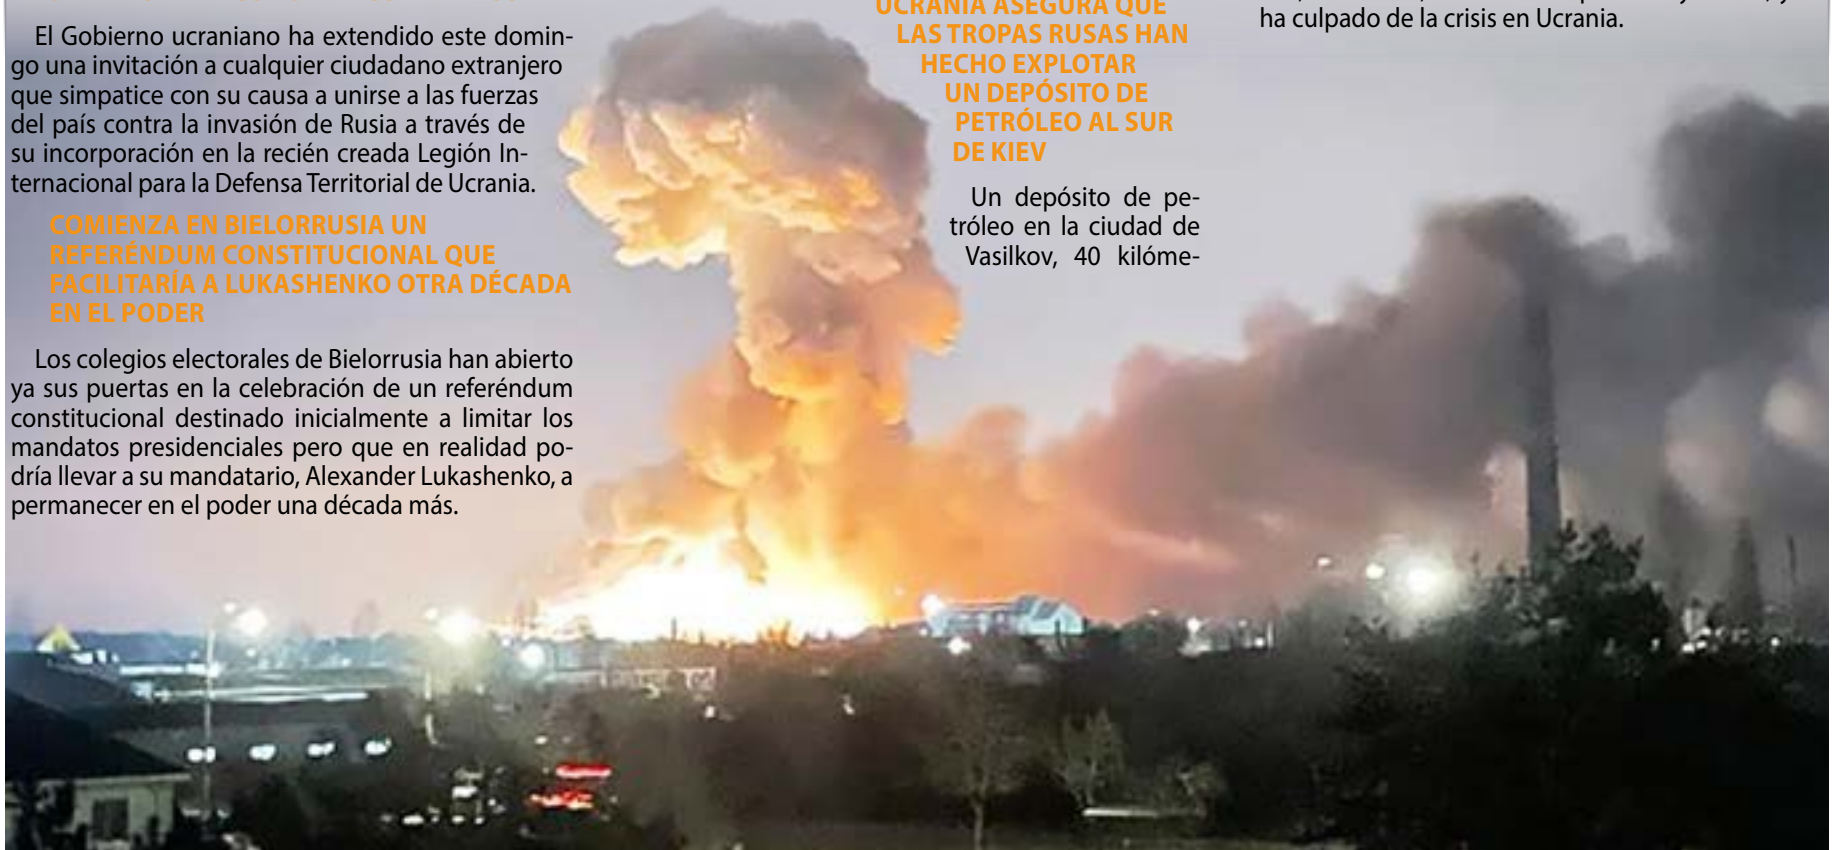 El Gobierno ucraniano ha extendido este domin-
go una invitación a cualquier ciudadano extranjero
que simpatice con su causa a unirse a las fuerzas
del país contra la invasión de Rusia a través de
su incorporación en la recién creada Legión In-
ternacional para la Defensa Territorial de Ucrania.
COMIENZA EN BIELORRUSIA UN
REFERÉNDUM CONSTITUCIONAL QUE
FACILITARÍA A LUKASHENKO OTRA DÉCADA
EN EL PODER
Los colegios electorales de Bielorrusia han abierto
ya sus puertas en la celebración de un referéndum
constitucional destinado inicialmente a limitar los
mandatos presidenciales pero que en realidad po-
dría llevar a su mandatario, Alexander Lukashenko, a
permanecer en el poder una década más.
UCRANIA ASEGURA QUE
LAS TROPAS RUSAS HAN
HECHO EXPLOTAR
UN DEPÓSITO DE
PETRÓLEO AL SUR
DE KIEV
Un depósito de pe-
tróleo en la ciudad de
Vasilkov, 40 kilóme-
ha culpado de la crisis en Ucrania.